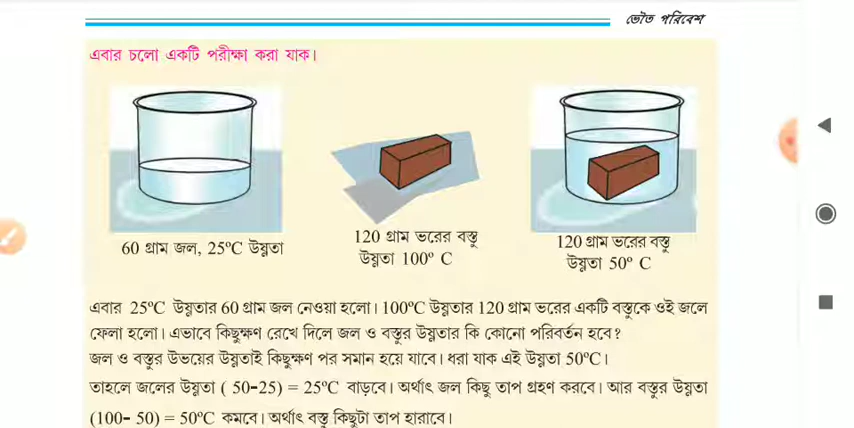 ভৌত পরিবেশ
এবার চলো একটি পরীক্ষা করা যাক।
60 গ্রাম জল, 25°C উষ্ণতা
120 গ্রাম ভরের বস্তু
উষ্ণতা 100° C
120 গ্রাম ভরের বস্তু
উষ্ণতা 50° C
এবার 25°C উষ্ণতার 60 গ্রাম জল নেওয়া হলো। 100°C উষ্ণতার 120 গ্রাম ভরের একটি বস্তুকে ওই জলে
ফেলা হলো। এভাবে কিছুক্ষণ রেখে দিলে জল ও বস্তুর উষ্ণতার কি কোনো পরিবর্তন হবে?
জল ও বস্তুর উভয়ের উষ্ণতাই কিছুক্ষণ পর সমান হয়ে যাবে। ধরা যাক এই উষ্ণতা 50°C।
তাহলে জলের উষ্ণতা ( 50-25) = 25°C বাড়বে। অর্থাৎ জল কিছু তাপ গ্রহণ করবে। আর বস্তুর উষ্ণতা
(100- 50) = 50°C কমবে। অর্থাৎ বস্তু কিছুটা তাপ হারাবে।